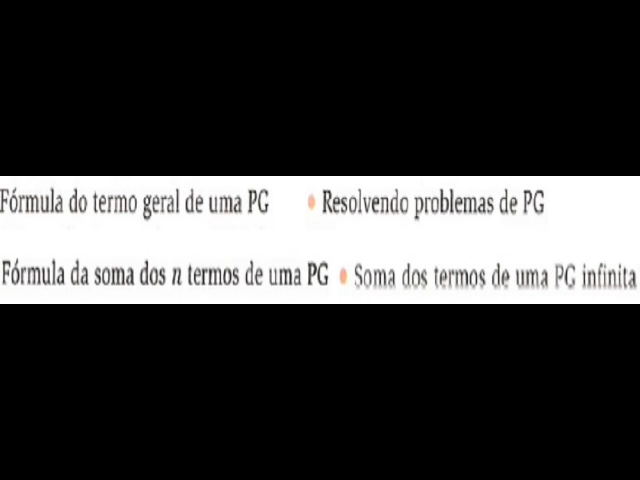 Fórmula do termo geral de uma PG • Resolvendo problemas de PG
Fórmula da soma dos n termos de uma PG • Soma dos termos de uma PG infinita